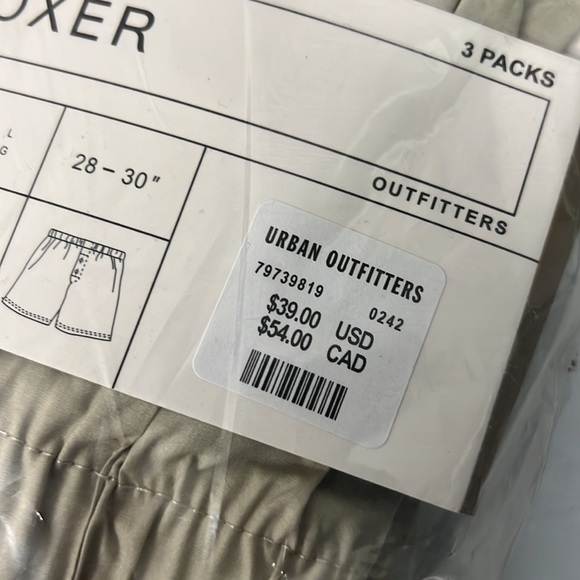 OXER
3 PACKS
L
G
28 – 30"
OUTFITTERS
URBAN OUTFITTERS
79739819 0242
$39.00 USD
$54.00 CAD